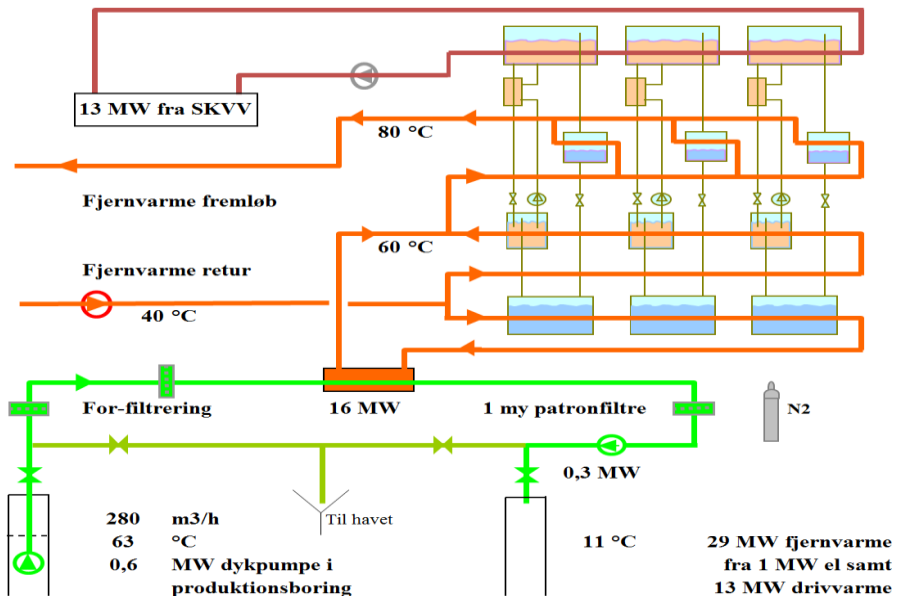 13 MW fra SKVV
80 °C
Fjernvarme fremløb
60 °C
Fjernvarme retur
40 °C
For-filtrering
16 MW
1 my patronfiltre
N2
0,3 MW
Til havet
280 m3/h
63 °C
0,6 MW dykpumpe i
produktionsboring
11 °C
29 MW fjernvarme
fra 1 MW el samt
13 MW drivvarme